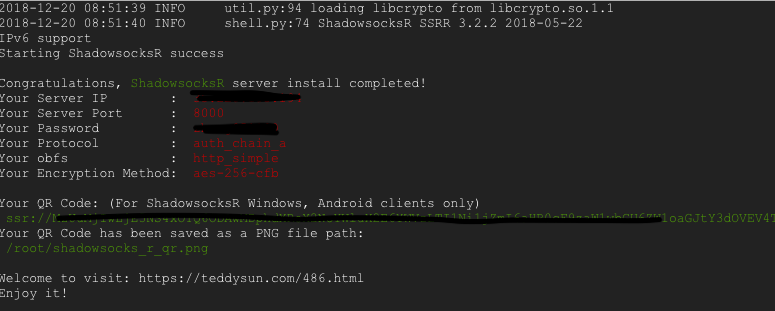 2018-12-20 08:51:39 INFO     util.py:94 loading libcrypto from libcrypto.so.1.1
2018-12-20 08:51:40 INFO     shell.py:74 ShadowsocksR SSRR 3.2.2 2018-05-22
IPv6 support
Starting ShadowsocksR success
Congratulations, ShadowsocksR server install completed!
Your Server IP        :
Your Server Port      :  8000
Your Password         :
Your Protocol         :  auth_chain_a
Your obfs             :  http_simple
Your Encryption Method:  aes-256-cfb
Your QR Code: (For ShadowsocksR Windows, Android clients only)
ssr://
Your QR Code has been saved as a PNG file path:
/root/shadowsocks_r_qr.png
Welcome to visit: https://teddysun.com/486.html
Enjoy it!